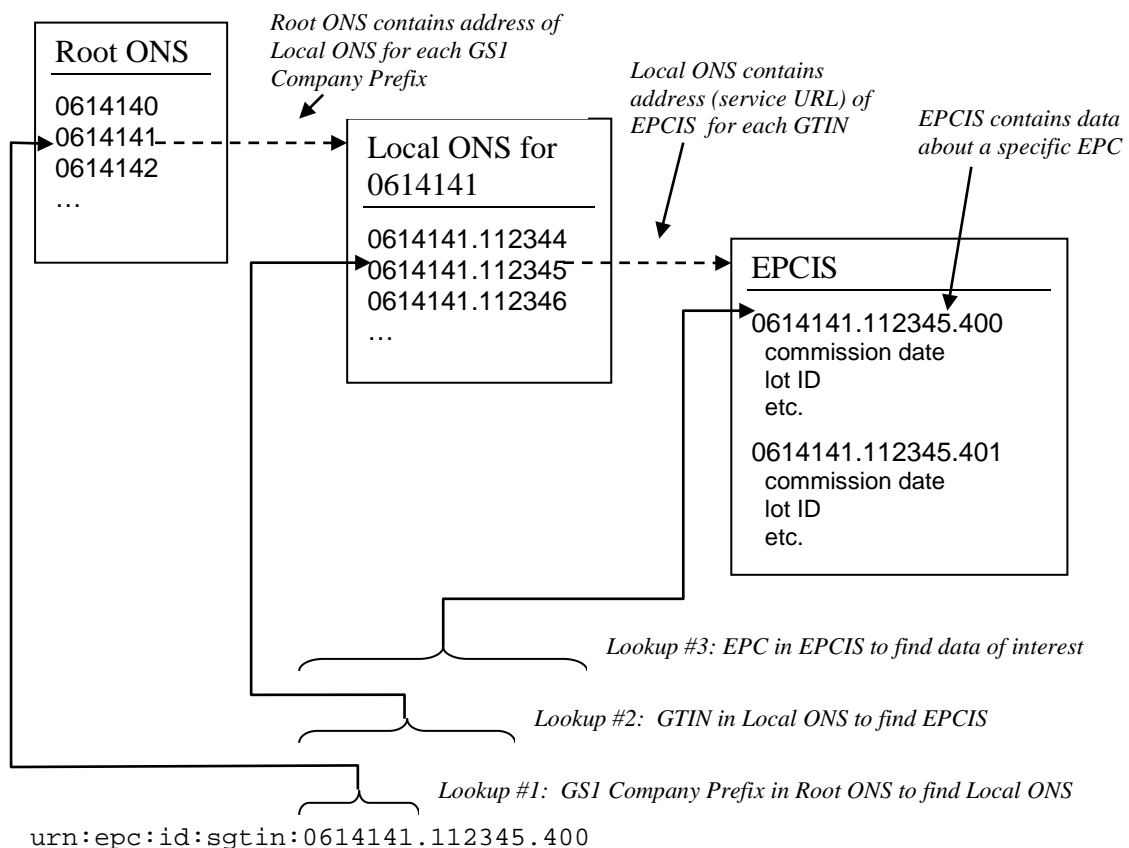 Root ONS contains address of
Local ONS for each GS1
Company Prefix
Root ONS
0614140
0614141
0614142
…
Local ONS contains
address (service URL) of
EPCIS for each GTIN
EPCIS contains data
about a specific EPC
Local ONS for
0614141
0614141.112344
0614141.112345
0614141.112346
…
EPCIS
0614141.112345.400
commission date
lot ID
etc.
0614141.112345.401
commission date
lot ID
etc.
Lookup #3: EPC in EPCIS to find data of interest
Lookup #2: GTIN in Local ONS to find EPCIS
Lookup #1: GS1 Company Prefix in Root ONS to find Local ONS
urn:epc:id:sgtin:0614141.112345.400